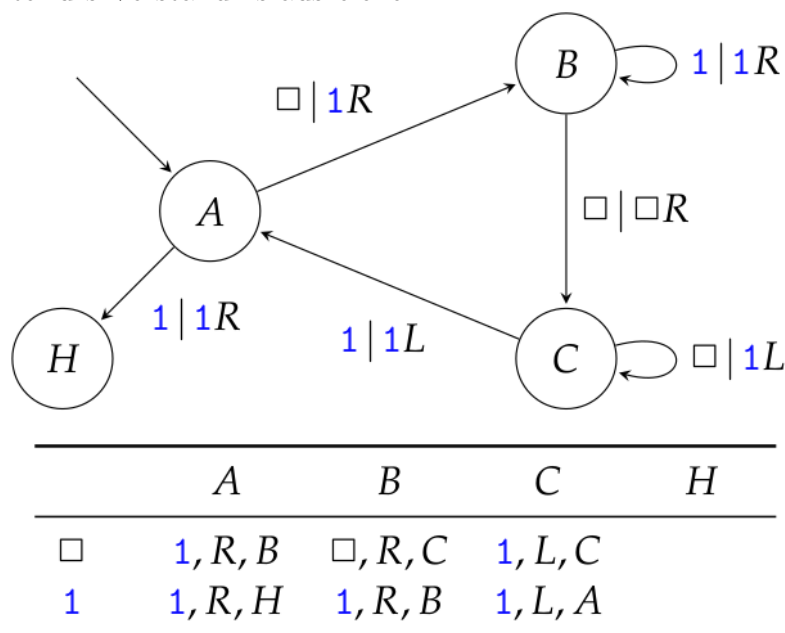 B
1|1R
□|1R
A
□|□R
1|1R
1|1L
H
C
□|1L
A B C H
□ 1, R, B □, R, C 1, L, C
1 1, R, H 1, R, B 1, L, A